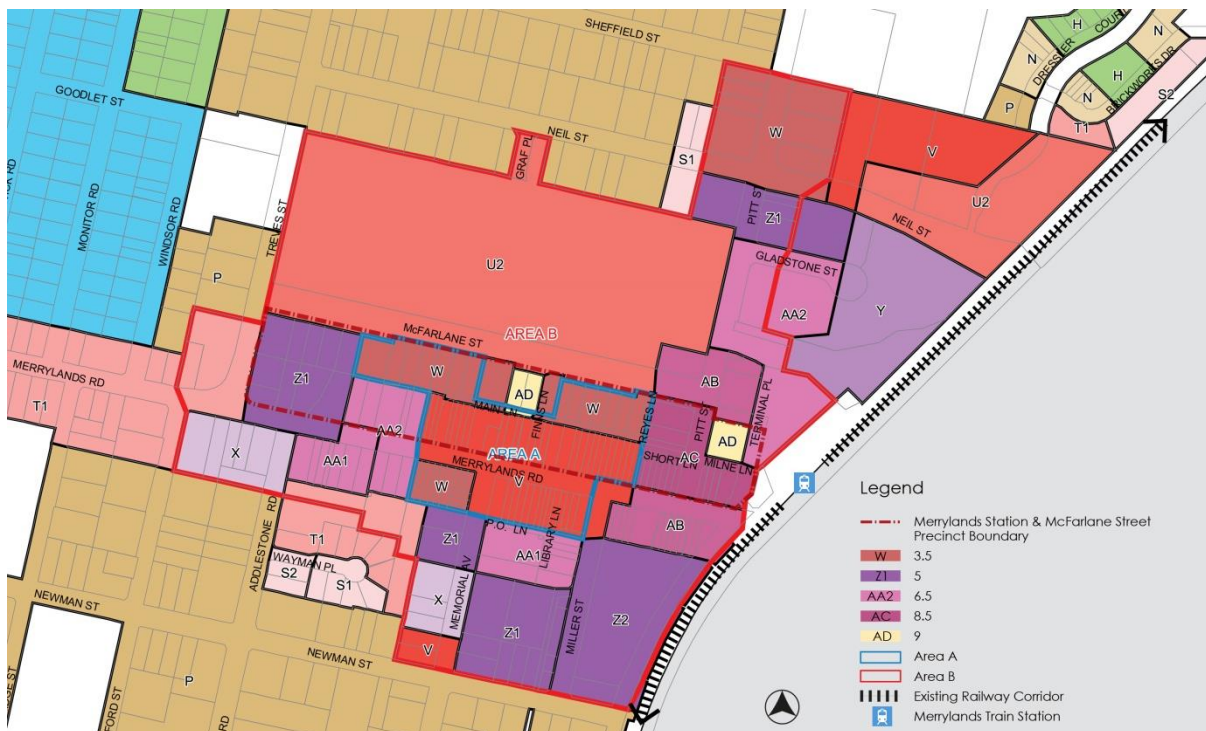 SHEFFIELD ST
H
COURT
N
DRESSLER
N
H
BRICKWORKS DR
N
S2
P
T1
GOODLET ST
NEIL ST
W
V
S1
GRAF PL
MONITOR RD
WINDSOR RD
TREVES ST
PITT ST
Z1
U2
NEIL ST
P
U2
GLADSTONE ST
AA2
Y
McFARLANE ST
AREA B
MERRYLANDS RD
Z1
W
AB
AD
MAIN LN
FINNS LN
W
REYES LN
PITT ST
TERMINAL PL
T1
AA2
AREA A
AD
X
AA1
MERRYLANDS RD
SHORT LN
AC
MILNE LN
W
V
AB
P.O. LN
LIBRARY LN
ADDLESTONE RD
T1
Z1
AA1
WAYMAN PL
S2
S1
X
MEMORIAL AV
NEWMAN ST
Z1
MILLER ST
Z2
V
NEWMAN ST
P
FORD ST
RD
Legend
Merrylands Station & McFarlane Street
Precinct Boundary
W 3.5
Z1 5
AA2 6.5
AC 8.5
AD 9
Area A
Area B
Existing Railway Corridor
Merrylands Train Station